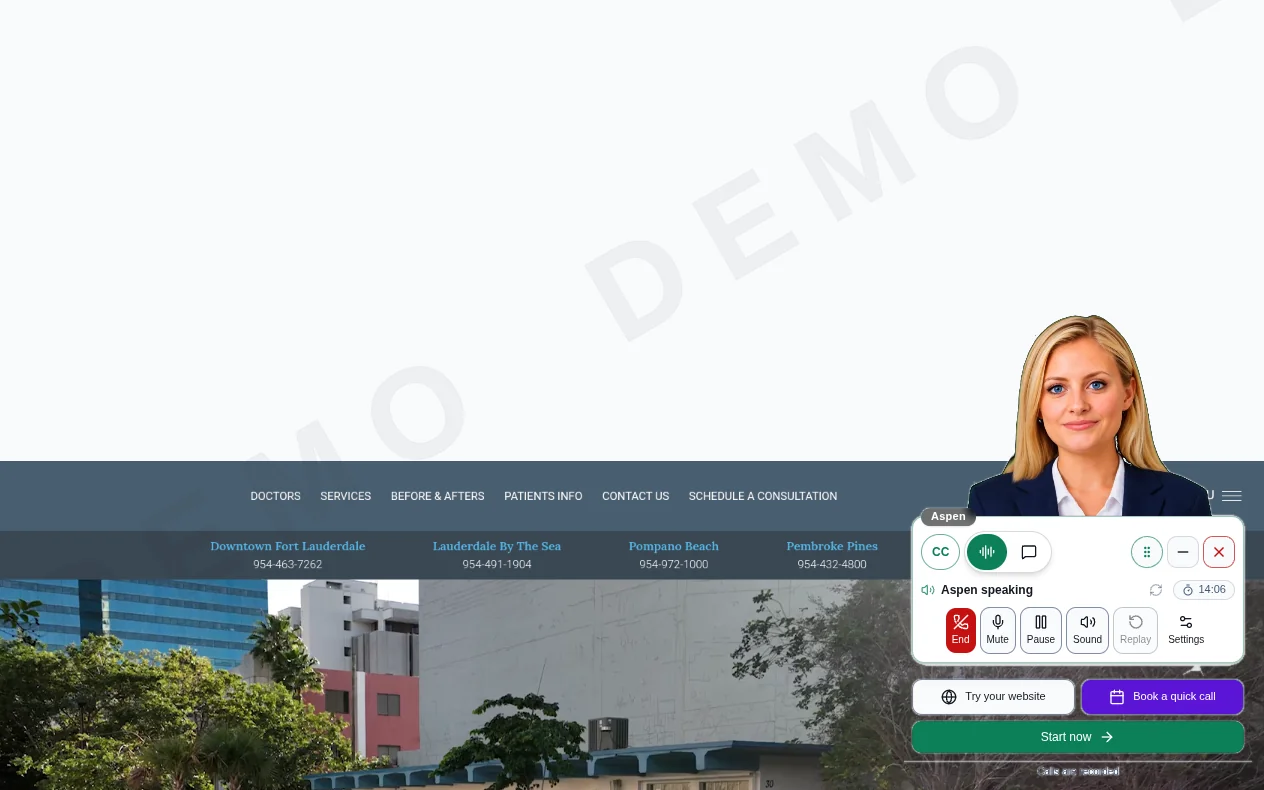 DEMO
DEMO
DOCTORS SERVICES BEFORE & AFTERS PATIENTS INFO CONTACT US SCHEDULE A CONSULTATION
Downtown Fort Lauderdale Lauderdale By The Sea Pompano Beach Pembroke Pines
954-463-7262 954-491-1904 954-972-1000 954-432-4800
Aspen
CC
Aspen speaking 14:06
End Mute Pause Sound Replay Settings
Try your website Book a quick call
Start now
Calls are recorded
30